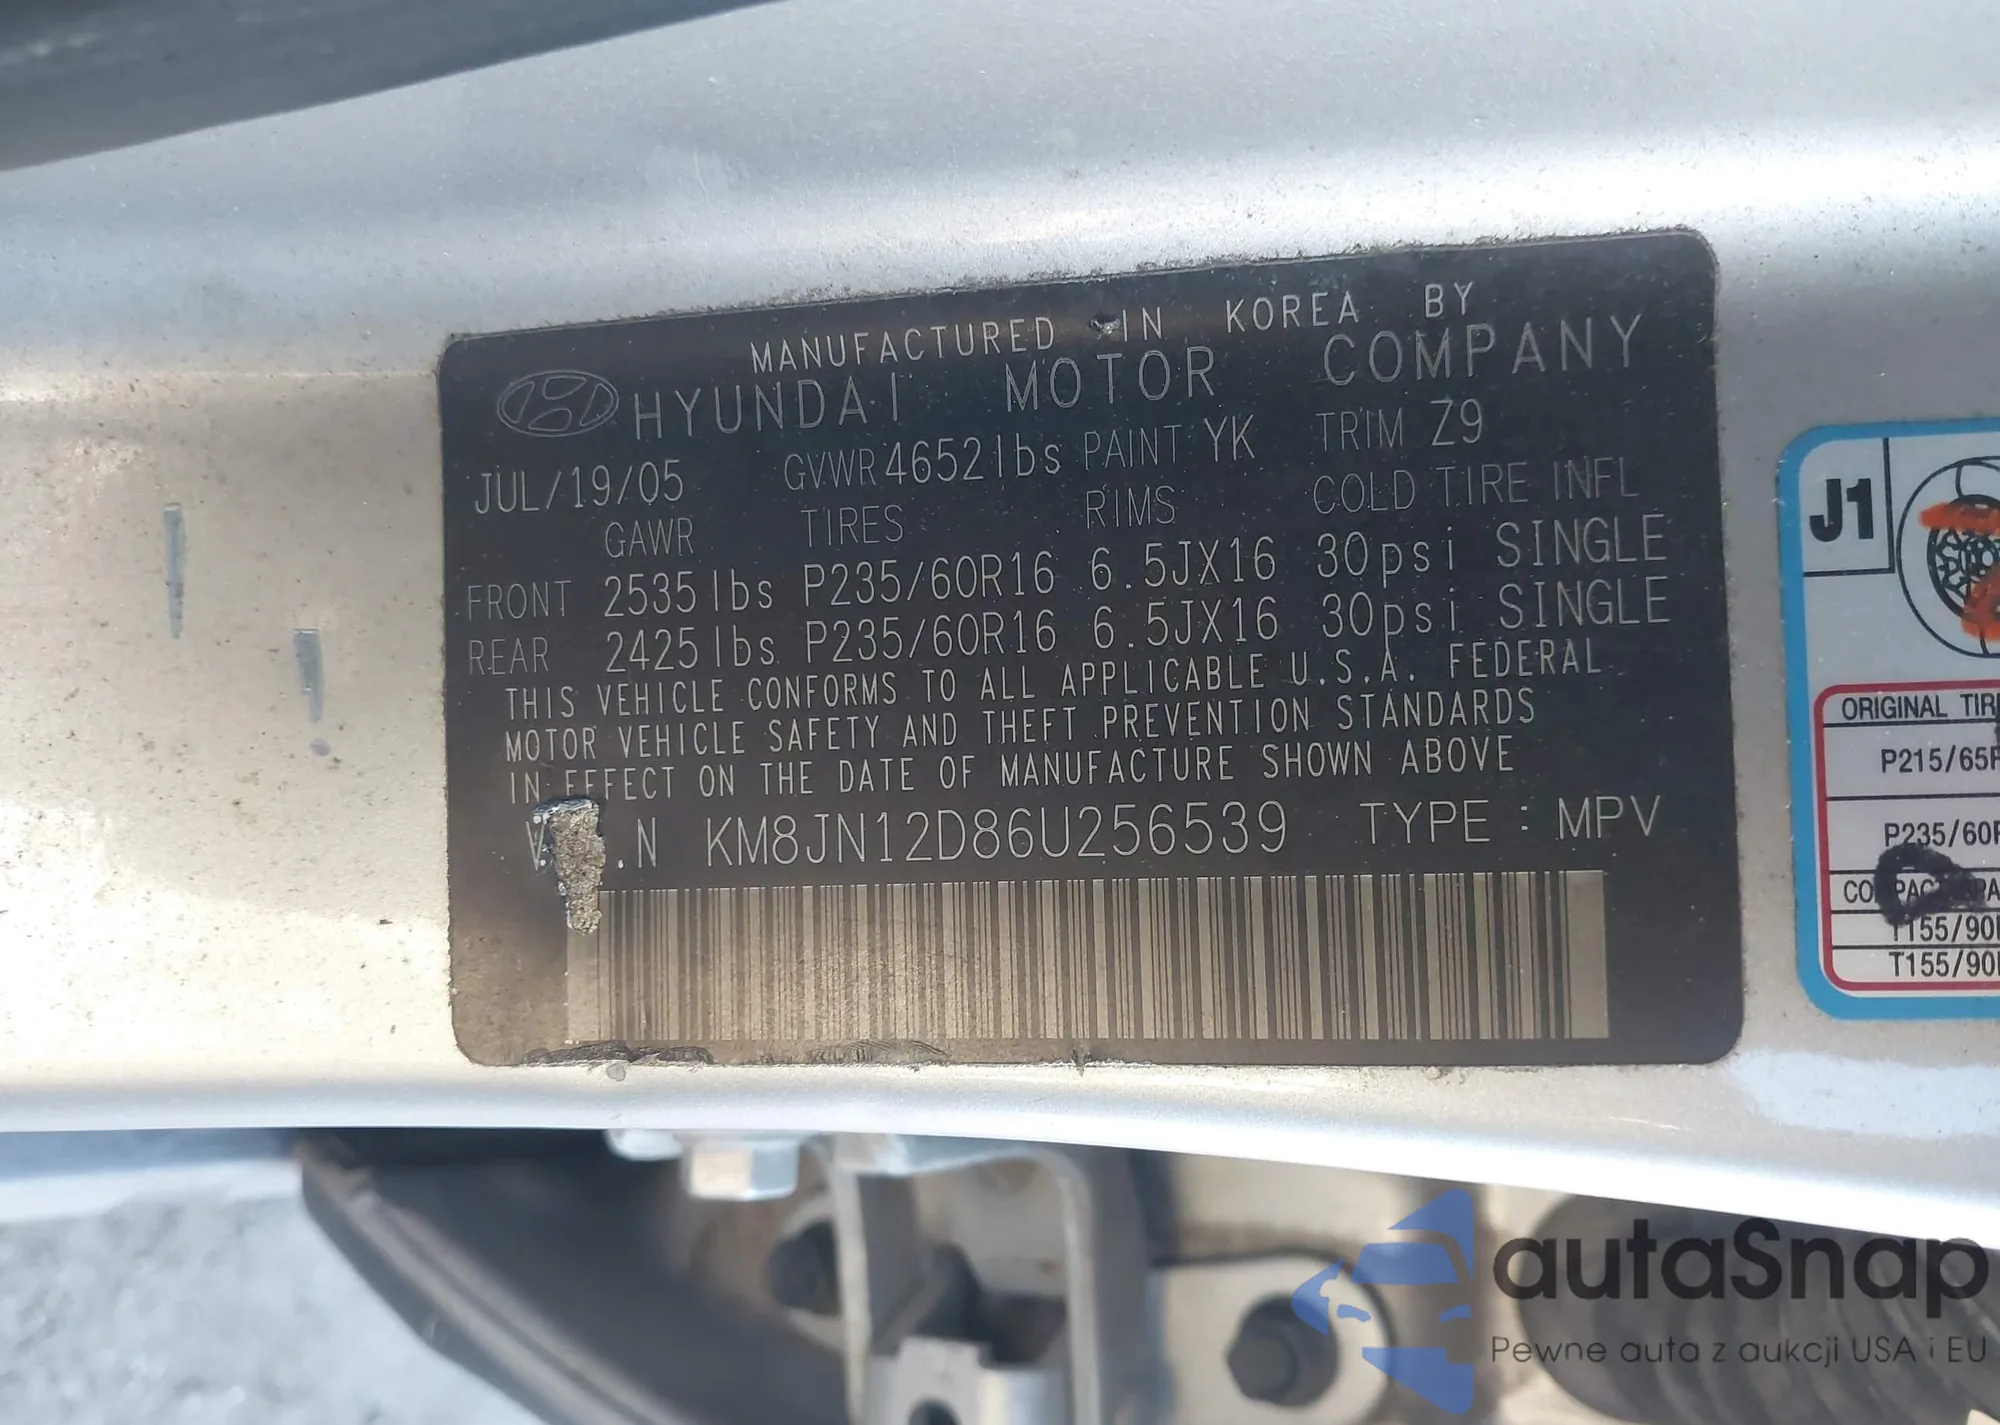 MANUFACTURED IN KOREA BY
HYUNDAI MOTOR COMPANY
JUL/19/05 GVWR 4652lbs PAINT YK TRIM Z9
GAWR TIRES RIMS COLD TIRE INFL
FRONT 2535lbs P235/60R16 6.5JX16 30psi SINGLE
REAR 2425lbs P235/60R16 6.5JX16 30psi SINGLE
THIS VEHICLE CONFORMS TO ALL APPLICABLE U.S.A. FEDERAL
MOTOR VEHICLE SAFETY AND THEFT PREVENTION STANDARDS
IN EFFECT ON THE DATE OF MANUFACTURE SHOWN ABOVE
V. .N KM8JN12D86U256539 TYPE : MPV
J1
ORIGINAL TIR
P215/65R
P235/60R
T155/90
T155/90
autaSnap
Pewne auta z aukcji USA i EU